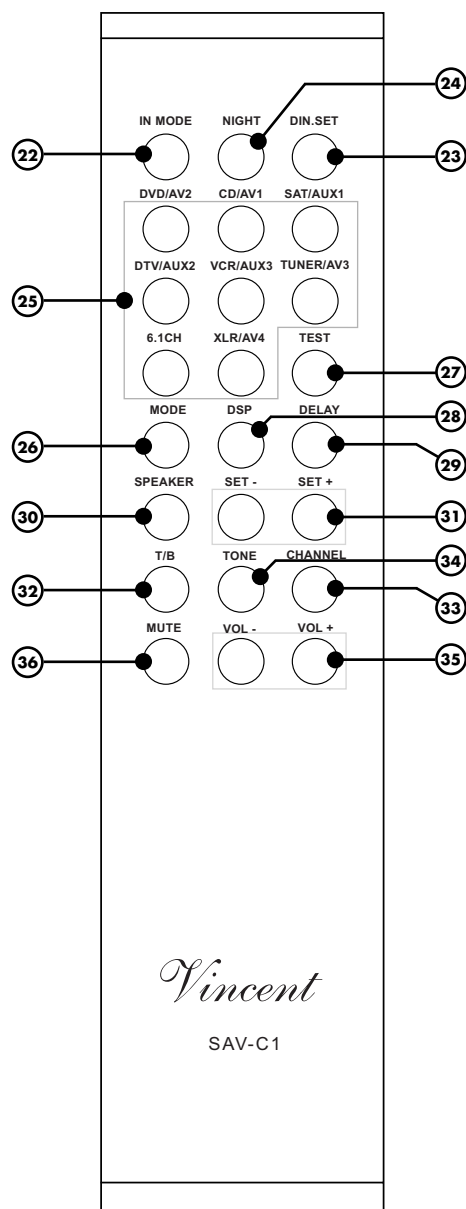 24
IN MODE NIGHT DIN.SET
22 23
DVD/AV2 CD/AV1 SAT/AUX1
DTV/AUX2 VCR/AUX3 TUNER/AV3
25
6.1CH XLR/AV4 TEST
27
MODE DSP DELAY
28
26 29
SPEAKER SET - SET +
30 31
34
T/B TONE CHANNEL
32 33
MUTE VOL - VOL +
36 35
Vincent
SAV-C1